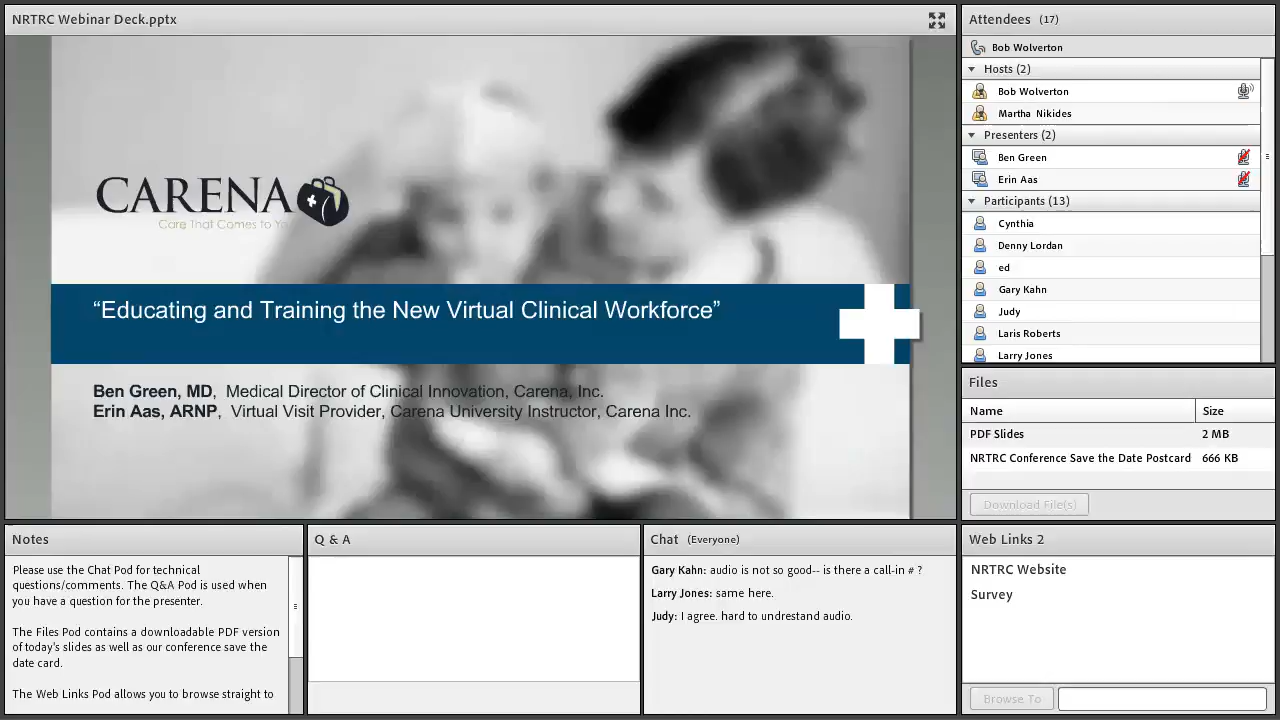 NRTRC Webinar Deck.pptx
CARENA
Care That Comes to You
“Educating and Training the New Virtual Clinical Workforce”
Ben Green, MD, Medical Director of Clinical Innovation, Carena, Inc.
Erin Aas, ARNP, Virtual Visit Provider, Carena University Instructor, Carena Inc.
Attendees (17)
Bob Wolverton
Hosts (2)
Bob Wolverton
Martha Nikides
Presenters (2)
Ben Green
Erin Aas
Participants (13)
Cynthia
Denny Lordan
ed
Gary Kahn
Judy
Laris Roberts
Larry Jones
Files
Name Size
PDF Slides 2 MB
NRTRC Conference Save the Date Postcard 666 KB
Download File(s)
Notes
Please use the Chat Pod for technical
questions/comments. The Q&A Pod is used when
you have a question for the presenter.
The Files Pod contains a downloadable PDF version
of today's slides as well as our conference save the
date card.
The Web Links Pod allows you to browse straight to
Q & A
Chat (Everyone)
Gary Kahn: audio is not so good-- is there a call-in # ?
Larry Jones: same here.
Judy: I agree. hard to undrestand audio.
Web Links 2
NRTRC Website
Survey
Browse To